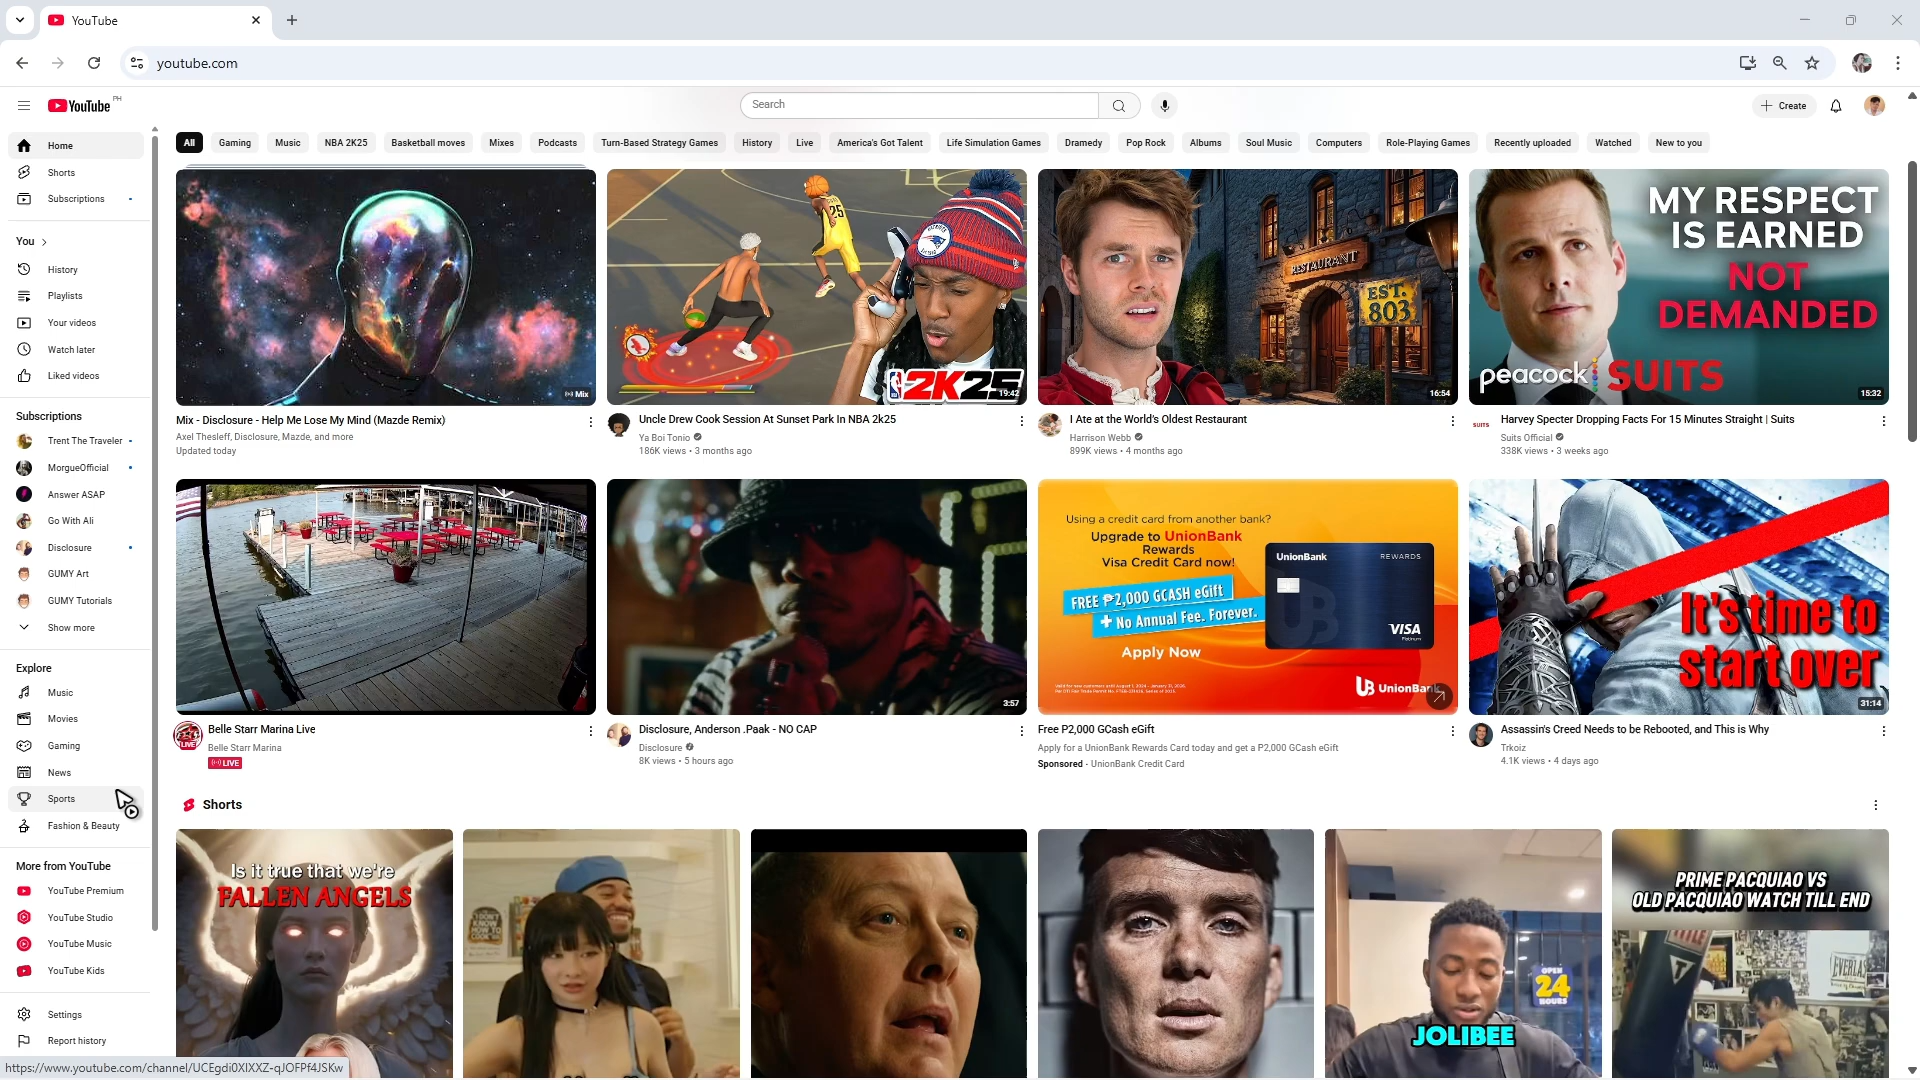 YouTube
youtube.com
YouTube PH
Search
Create
Home
Shorts
Subscriptions
You
History
Playlists
Your videos
Watch later
Liked videos
Subscriptions
Trent The Traveler
MorgueOfficial
Answer ASAP
Go With Ali
Disclosure
GUMY Art
GUMY Tutorials
Show more
Explore
Music
Movies
Gaming
News
Sports
Fashion & Beauty
More from YouTube
YouTube Premium
YouTube Studio
YouTube Music
YouTube Kids
Settings
Report history
https://www.youtube.com/channel/UCEgdi0XIXXZ-qJOFPf4JSKw
All Gaming Music NBA 2K25 Basketball moves Mixes Podcasts Turn-Based Strategy Games History Live America's Got Talent Life Simulation Games Dramedy Pop Rock Albums Soul Music Computers Role-Playing Games Recently uploaded Watched New to you
Mix
Mix - Disclosure - Help Me Lose My Mind (Mazde Remix)
Axel Thesleff, Disclosure, Mazde, and more
Updated today
25
PATRIOTS
2K25
19:42
Uncle Drew Cook Session At Sunset Park In NBA 2k25
Ya Boi Tonio
186K views • 3 months ago
RESTAURANT
EST.
803
16:54
I Ate at the World's Oldest Restaurant
Harrison Webb
899K views • 4 months ago
MY RESPECT
IS EARNED
NOT
DEMANDED
peacock SUITS
15:32
SUITS
Harvey Specter Dropping Facts For 15 Minutes Straight | Suits
Suits Official
338K views • 3 weeks ago
LIVE
Belle Starr Marina Live
Belle Starr Marina
LIVE
3:57
Disclosure, Anderson .Paak - NO CAP
Disclosure
8K views • 5 hours ago
Using a credit card from another bank?
Upgrade to UnionBank
Rewards
Visa Credit Card now!
FREE ₱2,000 GCASH eGift
+ No Annual Fee. Forever.
Apply Now
UnionBank REWARDS
UB
VISA
Platinum
UB UnionBank
Free P2,000 GCash eGift
Apply for a UnionBank Rewards Card today and get a P2,000 GCash eGift
Sponsored · UnionBank Credit Card
It's time to
start over
31:14
Assassin's Creed Needs to be Rebooted, and This is Why
Trkoiz
4.1K views • 4 days ago
Shorts
Is it true that we're
FALLEN ANGELS
I DON'T
KNOW HOW
TO
OPEN
24
HOURS
JOLIBEE
PRIME PACQUIAO VS
OLD PACQUIAO WATCH TILL END
EVERLAS